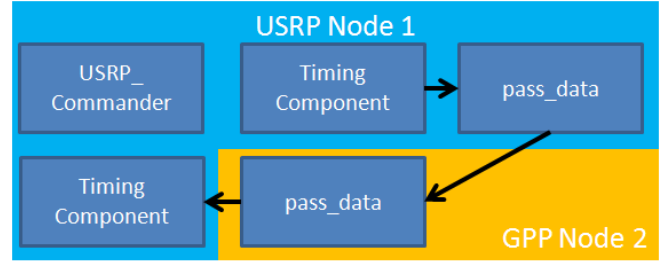 USRP Node 1
USRP_
Commander
Timing
Component
pass_data
Timing
Component
pass_data
GPP Node 2